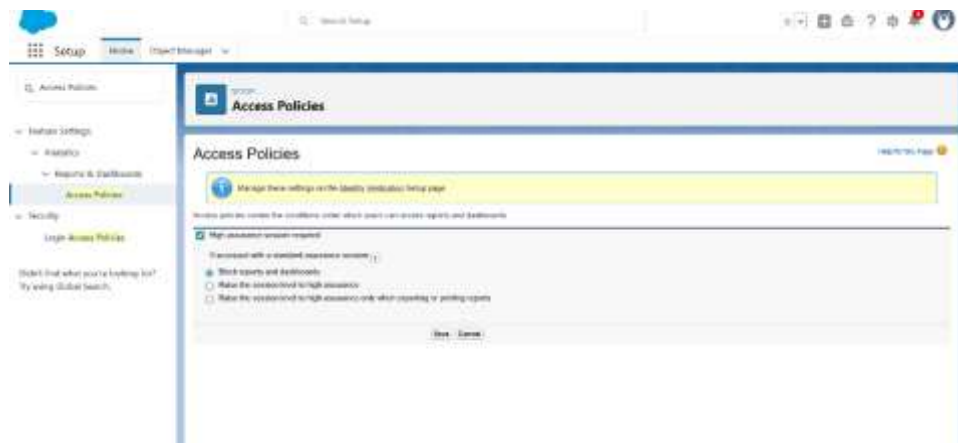 Search Setup
Setup
Home
Object Manager
Access Policies
Feature Settings
Analytics
Reports & Dashboards
Access Policies
Security
Login Access Policies
Didn't find what you're looking for?
Try using Global Search.
SETUP
Access Policies
Access Policies
Help for this Page
Manage these settings on the Identity Verification Setup page
Access policies control the conditions under which users can access reports and dashboards
High assurance session required
If accessed with a standard assurance session
Block reports and dashboards
Raise the session level to high assurance
Raise the session level to high assurance only when exporting or printing reports
Save Cancel